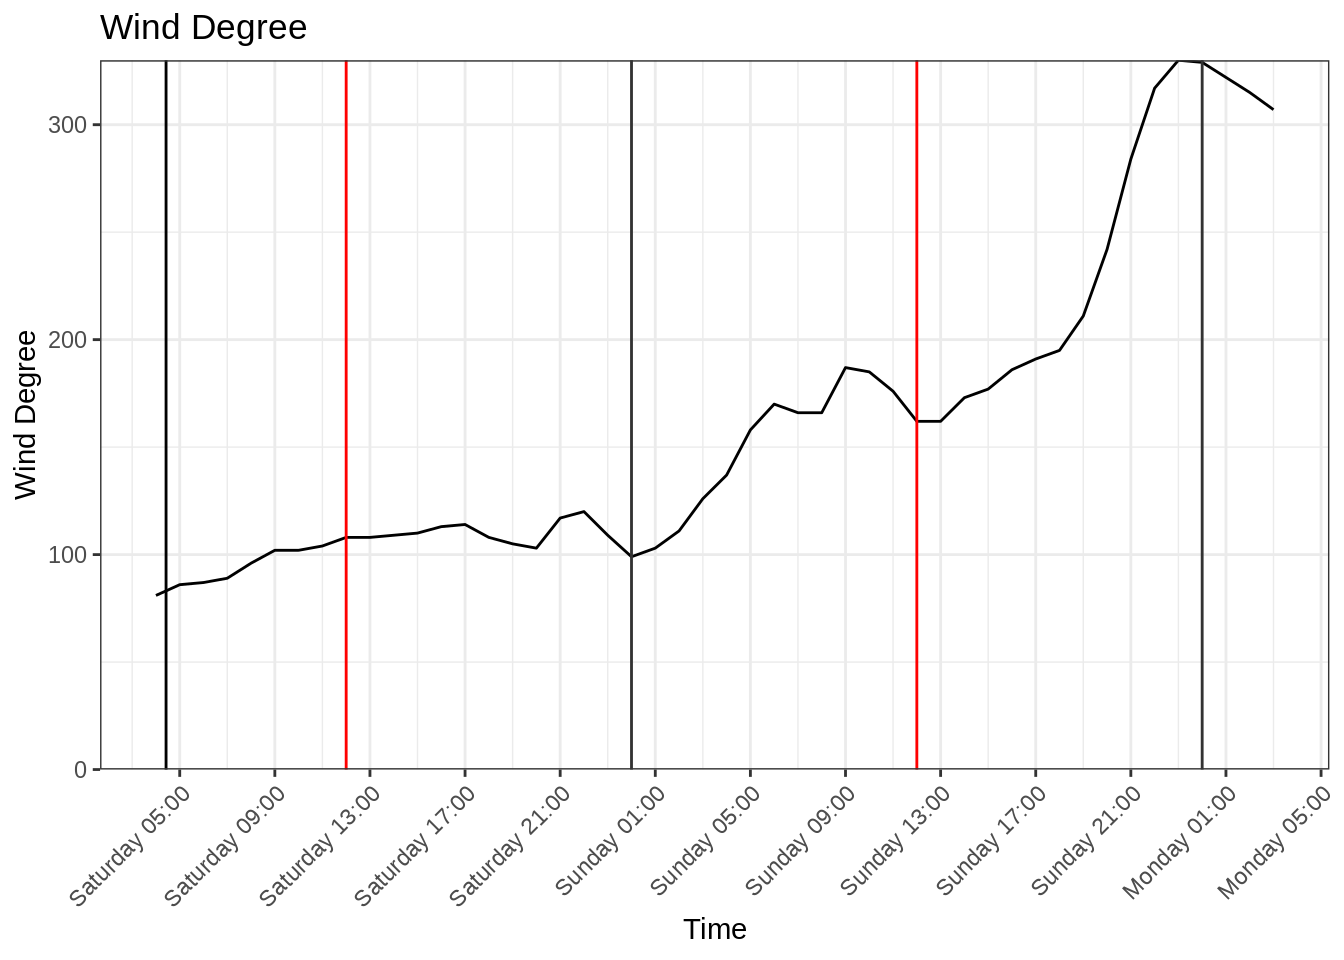 Wind Degree
Wind Degree
300
200
100
0
Saturday 05:00
Saturday 09:00
Saturday 13:00
Saturday 17:00
Saturday 21:00
Sunday 01:00
Sunday 05:00
Sunday 09:00
Sunday 13:00
Sunday 17:00
Sunday 21:00
Monday 01:00
Monday 05:00
Time